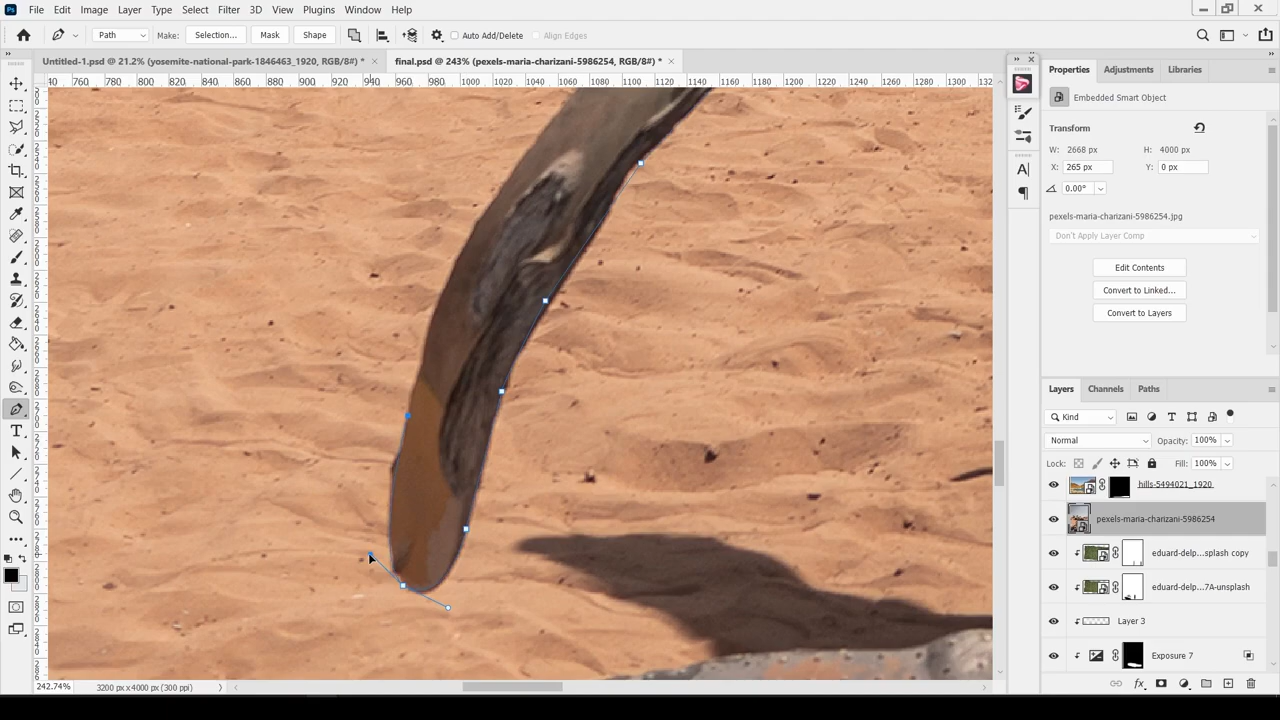 Ps File Edit Image Layer Type Select Filter 3D View Plugins Window Help
Path Make: Selection... Mask Shape Auto Add/Delete Align Edges
Untitled-1.psd @ 21.2% (yosemite-national-park-1846463_1920, RGB/8#) * × final.psd @ 243% (pexels-maria-charizani-5986254, RGB/8#) * ×
40 760 780 800 820 840 860 880 900 920 940 960 980 1000 1020 1040 1060 1080 1100 1120 1140 1160 1180 1200 1220 1240 1260 1280 1300 132
Properties Adjustments Libraries
Embedded Smart Object
Transform
W: 2668 px H: 4000 px
X: 265 px Y: 0 px
0.00°
pexels-maria-charizani-5986254.jpg
Don't Apply Layer Comp
Edit Contents
Convert to Linked...
Convert to Layers
Layers Channels Paths
Kind
Normal Opacity: 100%
Lock: Fill: 100%
hills-5494021_1920
pexels-maria-charizani-5986254
eduard-delp...splash copy
eduard-delp...7A-unsplash
Layer 3
Exposure 7
242.74% 3200 px x 4000 px (300 ppi)